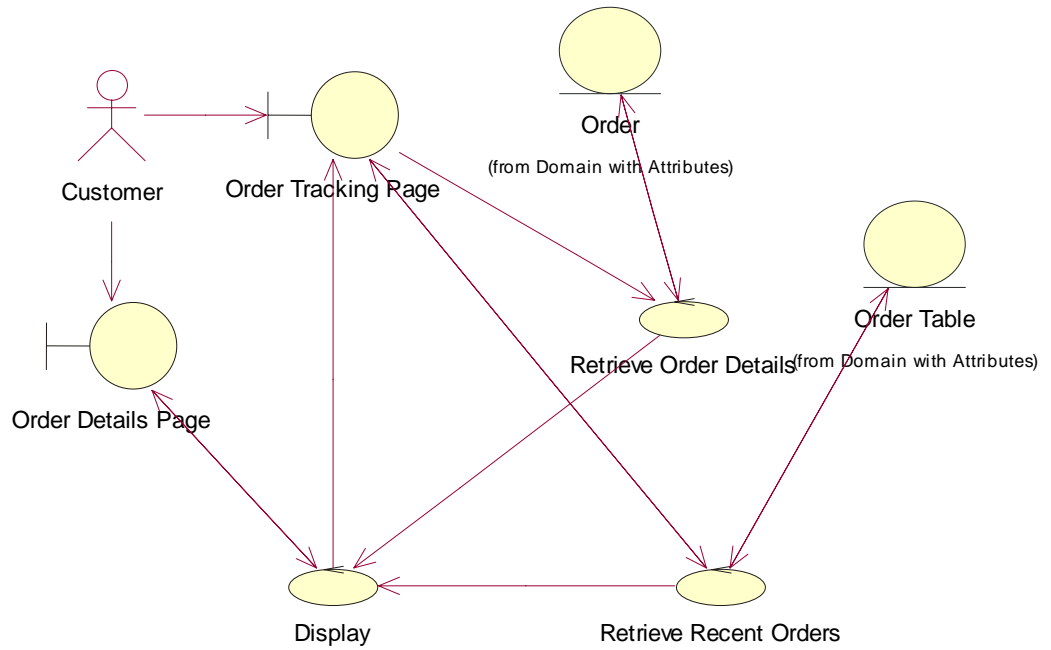 Order
(from Domain with Attributes)
Customer
Order Tracking Page
Order Table
(from Domain with Attributes)
Retrieve Order Details
Order Details Page
Display
Retrieve Recent Orders